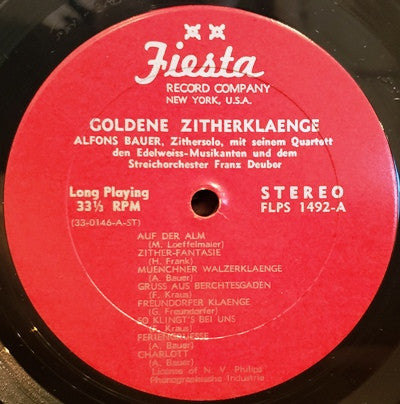 Fiesta
RECORD COMPANY
NEW YORK, U.S.A.
GOLDENE ZITHERKLAENGE
ALFONS BAUER, Zithersolo, mit seinem Quartett
den Edelweiss-Musikanten und dem
Streichorchester Franz Deuber
Long Playing
33⅓ RPM
STEREO
FLPS 1492-A
(33-0146-A-ST)
AUF DER ALM
(M. Loeffelmaier)
ZITHER-FANTASIE
(H. Frank)
MUENCHNER WALZERKLAENGE
(A. Bauer)
GRUSS AUS BERCHTESGADEN
(F. Kraus)
FREUNDORFER KLAENGE
(G. Freundorfer)
SO KLINGT'S BEI UNS
(F. Kraus)
FERIENGRUESSE
(A. Bauer)
CHARLOTT
(A. Bauer)
License of N. V. Philips
Phonographische Industrie